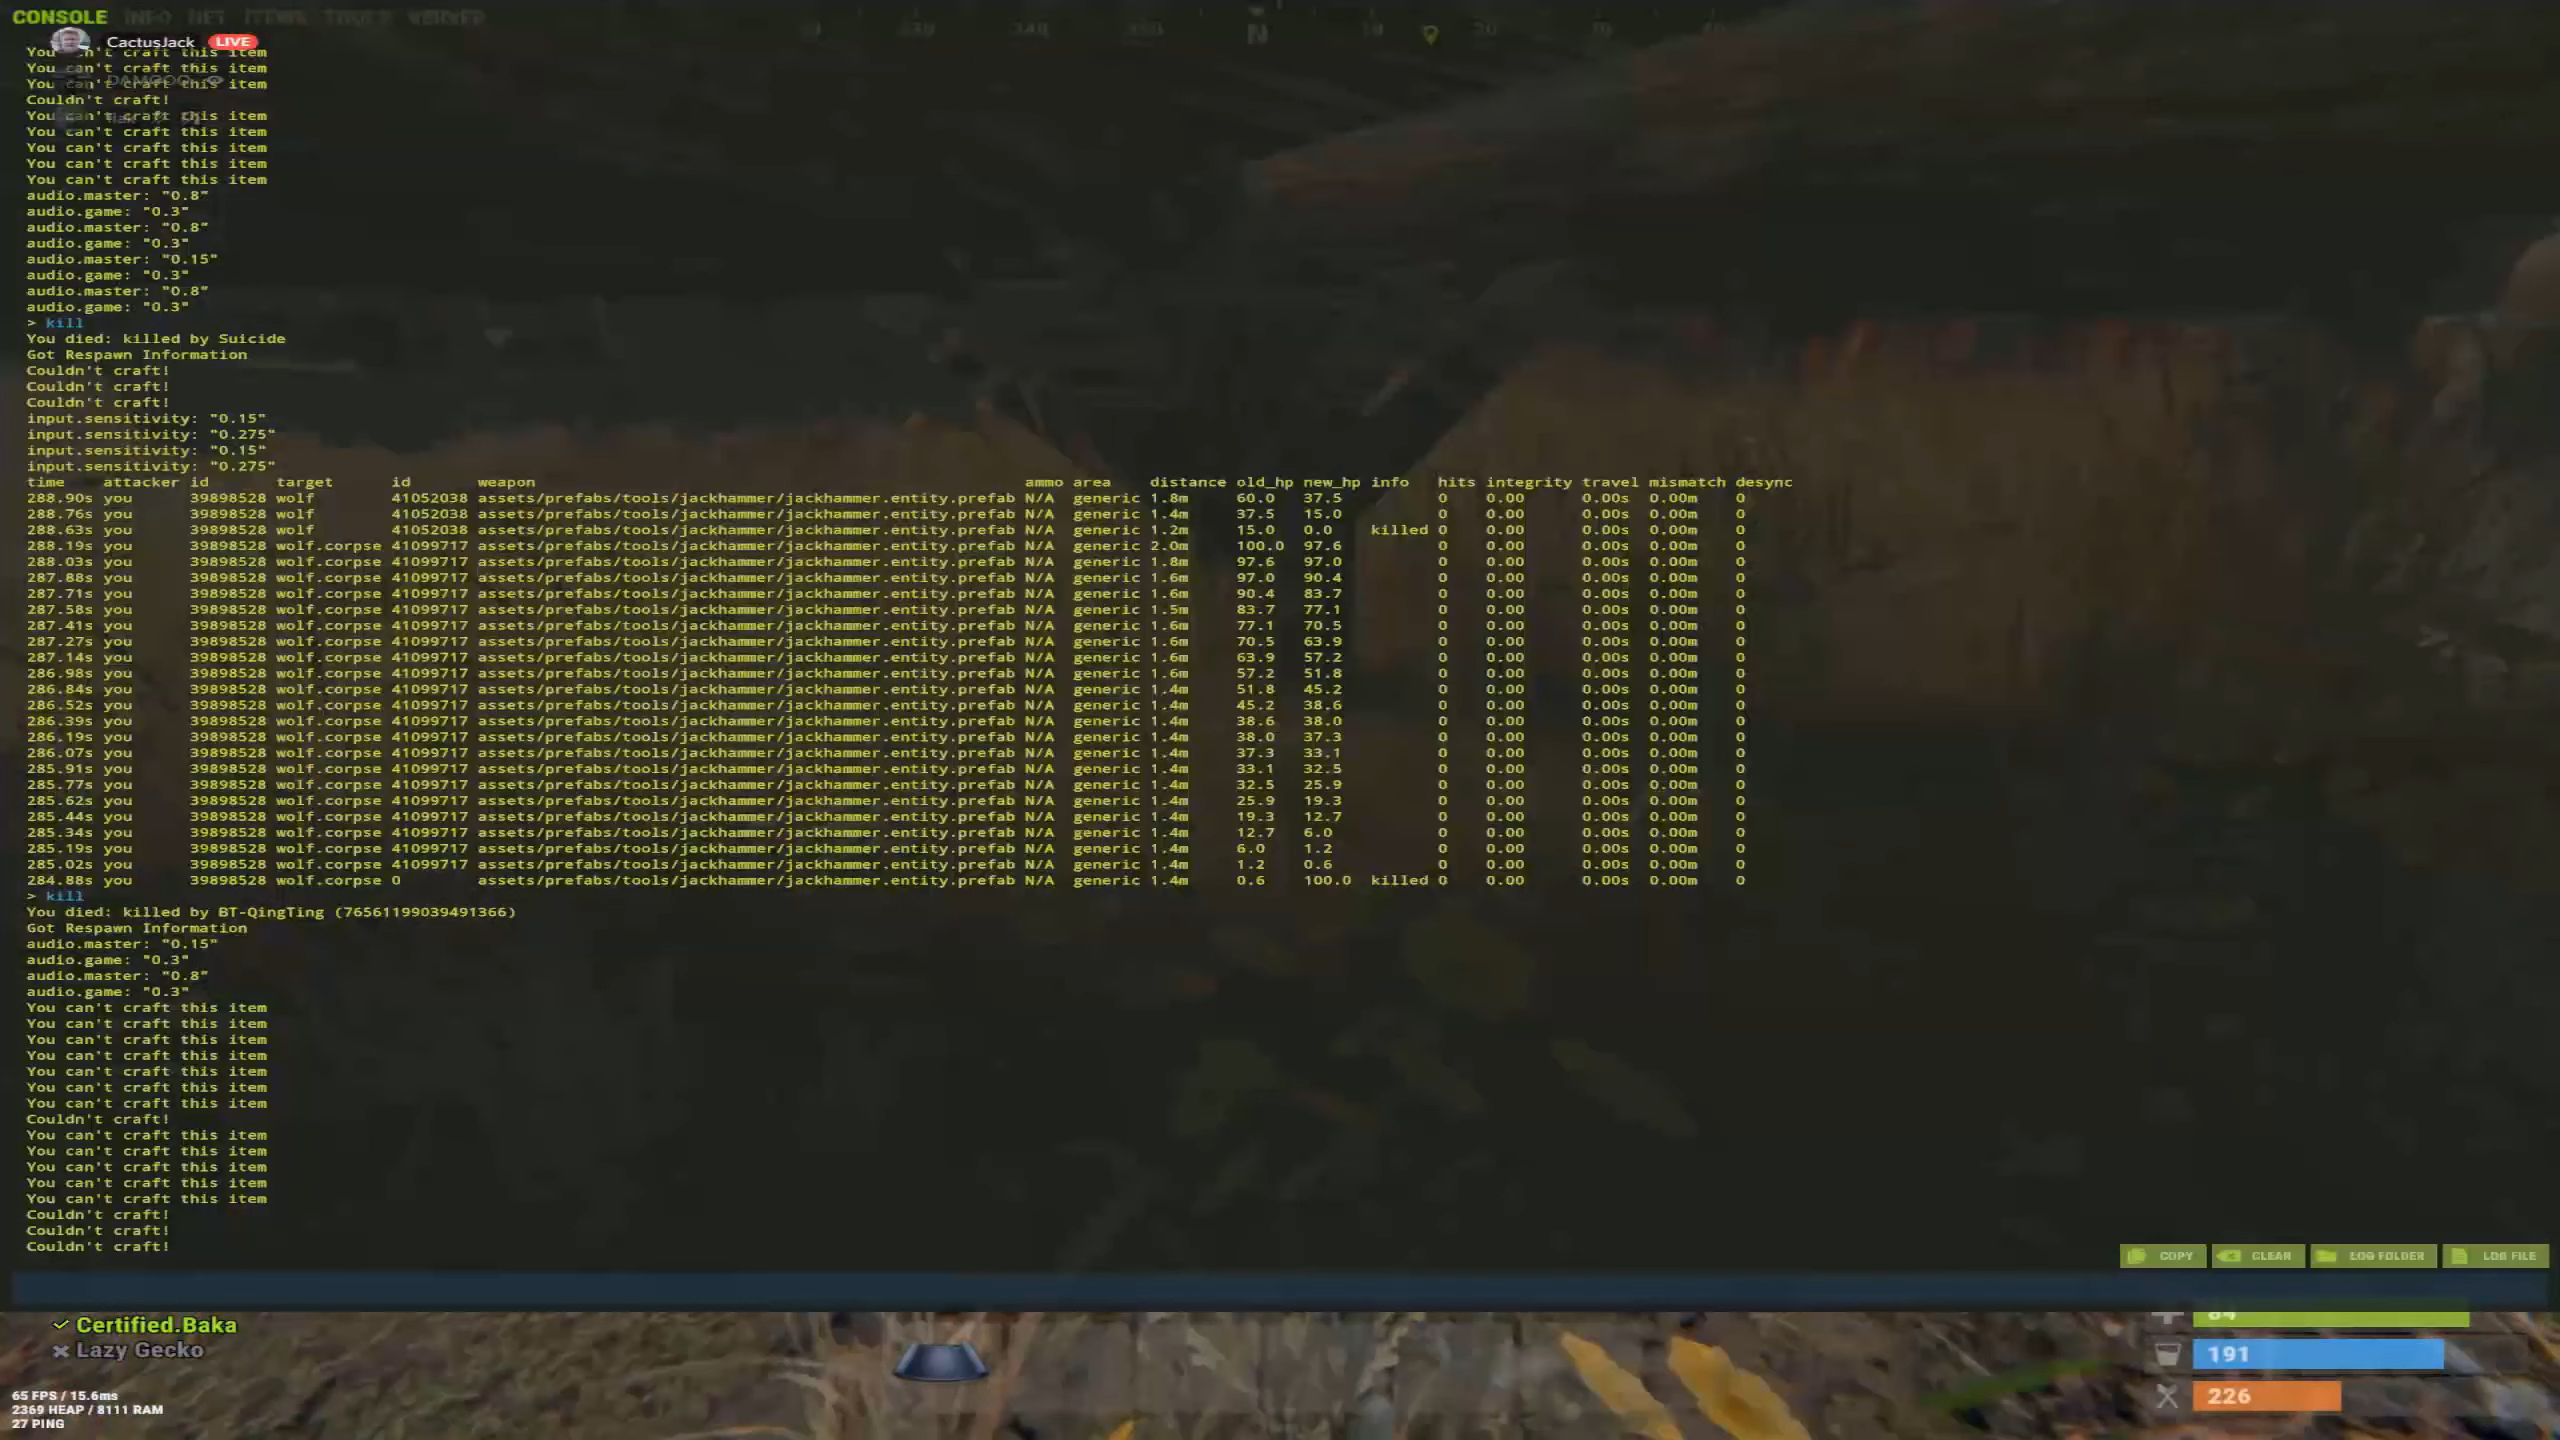 CONSOLE INFO NET ITEMS TOOLS
CactusJack LIVE
You can't craft this item
You can't craft this item
You can't craft this item
Couldn't craft!
You can't craft this item
You can't craft this item
You can't craft this item
You can't craft this item
You can't craft this item
audio.master: "0.8"
audio.game: "0.3"
audio.master: "0.8"
audio.game: "0.3"
audio.master: "0.15"
audio.game: "0.3"
audio.master: "0.8"
audio.game: "0.3"
> kill
You died: killed by Suicide
Got Respawn Information
Couldn't craft!
Couldn't craft!
Couldn't craft!
input.sensitivity: "0.15"
input.sensitivity: "0.275"
input.sensitivity: "0.15"
input.sensitivity: "0.275"
time attacker id target id weapon ammo area distance old_hp new_hp info hits integrity travel mismatch desync
288.90s you 39898528 wolf 41052038 assets/prefabs/tools/jackhammer/jackhammer.entity.prefab N/A generic 1.8m 60.0 37.5 0 0.00 0.00s 0.00m 0
288.76s you 39898528 wolf 41052038 assets/prefabs/tools/jackhammer/jackhammer.entity.prefab N/A generic 1.4m 37.5 15.0 0 0.00 0.00s 0.00m 0
288.63s you 39898528 wolf 41052038 assets/prefabs/tools/jackhammer/jackhammer.entity.prefab N/A generic 1.2m 15.0 0.0 killed 0 0.00 0.00s 0.00m 0
288.19s you 39898528 wolf.corpse 41099717 assets/prefabs/tools/jackhammer/jackhammer.entity.prefab N/A generic 2.0m 100.0 97.6 0 0.00 0.00s 0.00m 0
288.03s you 39898528 wolf.corpse 41099717 assets/prefabs/tools/jackhammer/jackhammer.entity.prefab N/A generic 1.8m 97.6 97.0 0 0.00 0.00s 0.00m 0
287.88s you 39898528 wolf.corpse 41099717 assets/prefabs/tools/jackhammer/jackhammer.entity.prefab N/A generic 1.6m 97.0 90.4 0 0.00 0.00s 0.00m 0
287.71s you 39898528 wolf.corpse 41099717 assets/prefabs/tools/jackhammer/jackhammer.entity.prefab N/A generic 1.6m 90.4 83.7 0 0.00 0.00s 0.00m 0
287.58s you 39898528 wolf.corpse 41099717 assets/prefabs/tools/jackhammer/jackhammer.entity.prefab N/A generic 1.5m 83.7 77.1 0 0.00 0.00s 0.00m 0
287.41s you 39898528 wolf.corpse 41099717 assets/prefabs/tools/jackhammer/jackhammer.entity.prefab N/A generic 1.6m 77.1 70.5 0 0.00 0.00s 0.00m 0
287.27s you 39898528 wolf.corpse 41099717 assets/prefabs/tools/jackhammer/jackhammer.entity.prefab N/A generic 1.6m 70.5 63.9 0 0.00 0.00s 0.00m 0
287.14s you 39898528 wolf.corpse 41099717 assets/prefabs/tools/jackhammer/jackhammer.entity.prefab N/A generic 1.6m 63.9 57.2 0 0.00 0.00s 0.00m 0
286.98s you 39898528 wolf.corpse 41099717 assets/prefabs/tools/jackhammer/jackhammer.entity.prefab N/A generic 1.6m 57.2 51.8 0 0.00 0.00s 0.00m 0
286.84s you 39898528 wolf.corpse 41099717 assets/prefabs/tools/jackhammer/jackhammer.entity.prefab N/A generic 1.4m 51.8 45.2 0 0.00 0.00s 0.00m 0
286.52s you 39898528 wolf.corpse 41099717 assets/prefabs/tools/jackhammer/jackhammer.entity.prefab N/A generic 1.4m 45.2 38.6 0 0.00 0.00s 0.00m 0
286.39s you 39898528 wolf.corpse 41099717 assets/prefabs/tools/jackhammer/jackhammer.entity.prefab N/A generic 1.4m 38.6 38.0 0 0.00 0.00s 0.00m 0
286.19s you 39898528 wolf.corpse 41099717 assets/prefabs/tools/jackhammer/jackhammer.entity.prefab N/A generic 1.4m 38.0 37.3 0 0.00 0.00s 0.00m 0
286.07s you 39898528 wolf.corpse 41099717 assets/prefabs/tools/jackhammer/jackhammer.entity.prefab N/A generic 1.4m 37.3 33.1 0 0.00 0.00s 0.00m 0
285.91s you 39898528 wolf.corpse 41099717 assets/prefabs/tools/jackhammer/jackhammer.entity.prefab N/A generic 1.4m 33.1 32.5 0 0.00 0.00s 0.00m 0
285.77s you 39898528 wolf.corpse 41099717 assets/prefabs/tools/jackhammer/jackhammer.entity.prefab N/A generic 1.4m 32.5 25.9 0 0.00 0.00s 0.00m 0
285.62s you 39898528 wolf.corpse 41099717 assets/prefabs/tools/jackhammer/jackhammer.entity.prefab N/A generic 1.4m 25.9 19.3 0 0.00 0.00s 0.00m 0
285.44s you 39898528 wolf.corpse 41099717 assets/prefabs/tools/jackhammer/jackhammer.entity.prefab N/A generic 1.4m 19.3 12.7 0 0.00 0.00s 0.00m 0
285.34s you 39898528 wolf.corpse 41099717 assets/prefabs/tools/jackhammer/jackhammer.entity.prefab N/A generic 1.4m 12.7 6.0 0 0.00 0.00s 0.00m 0
285.19s you 39898528 wolf.corpse 41099717 assets/prefabs/tools/jackhammer/jackhammer.entity.prefab N/A generic 1.4m 6.0 1.2 0 0.00 0.00s 0.00m 0
285.02s you 39898528 wolf.corpse 41099717 assets/prefabs/tools/jackhammer/jackhammer.entity.prefab N/A generic 1.4m 1.2 0.6 0 0.00 0.00s 0.00m 0
284.88s you 39898528 wolf.corpse 0 assets/prefabs/tools/jackhammer/jackhammer.entity.prefab N/A generic 1.4m 0.6 100.0 killed 0 0.00 0.00s 0.00m 0
> kill
You died: killed by BT-QingTing (76561199039491366)
Got Respawn Information
audio.master: "0.15"
audio.game: "0.3"
audio.master: "0.8"
audio.game: "0.3"
You can't craft this item
You can't craft this item
You can't craft this item
You can't craft this item
You can't craft this item
You can't craft this item
You can't craft this item
Couldn't craft!
You can't craft this item
You can't craft this item
You can't craft this item
You can't craft this item
You can't craft this item
Couldn't craft!
Couldn't craft!
Couldn't craft!
COPY CLEAR LOG FOLDER LOG FILE
Certified.Baka
Lazy Gecko
84
191
226
65 FPS / 15.6ms
2369 HEAP / 8111 RAM
27 PING